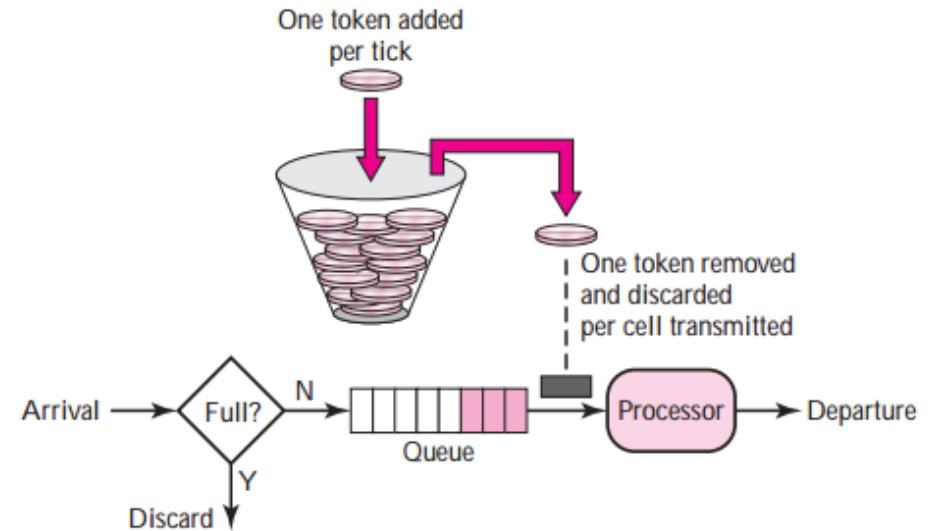 One token added
per tick
One token removed
and discarded
per cell transmitted
Arrival
Full?
N
Processor
Departure
Queue
Y
Discard